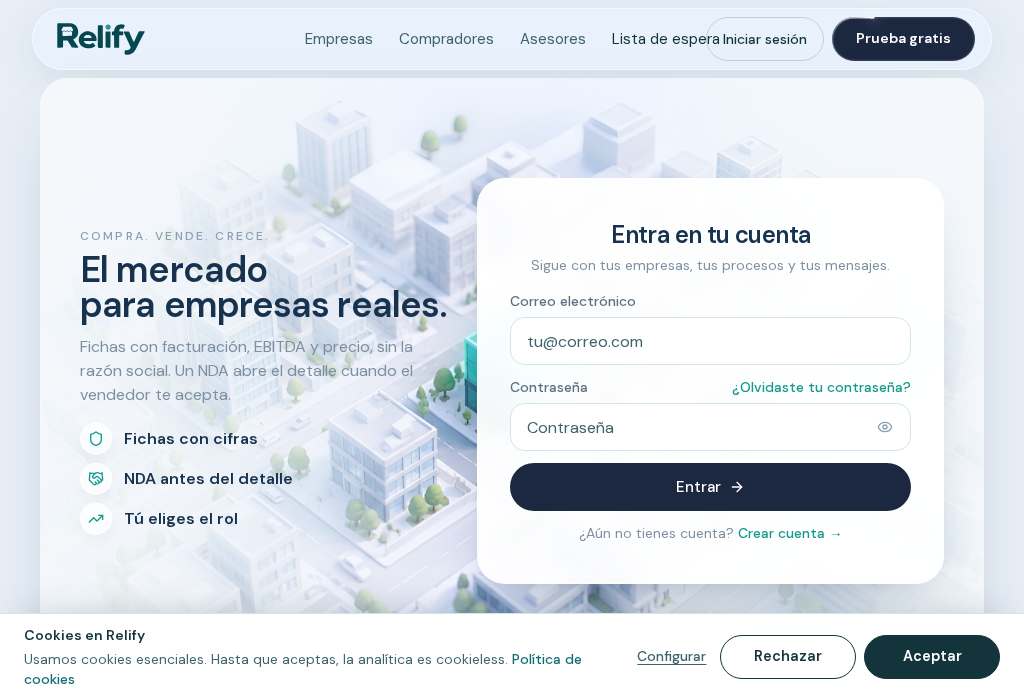 Relify
Empresas
Compradores
Asesores
Lista de espera
Iniciar sesión
Prueba gratis
COMPRA. VENDE. CRECE.
El mercado
para empresas reales.
Fichas con facturación, EBITDA y precio, sin la
razón social. Un NDA abre el detalle cuando el
vendedor te acepta.
Fichas con cifras
NDA antes del detalle
Tú eliges el rol
Entra en tu cuenta
Sigue con tus empresas, tus procesos y tus mensajes.
Correo electrónico
tu@correo.com
Contraseña
¿Olvidaste tu contraseña?
Contraseña
Entrar →
¿Aún no tienes cuenta? Crear cuenta →
Cookies en Relify
Usamos cookies esenciales. Hasta que aceptas, la analítica es cookieless. Política de
cookies
Configurar
Rechazar
Aceptar